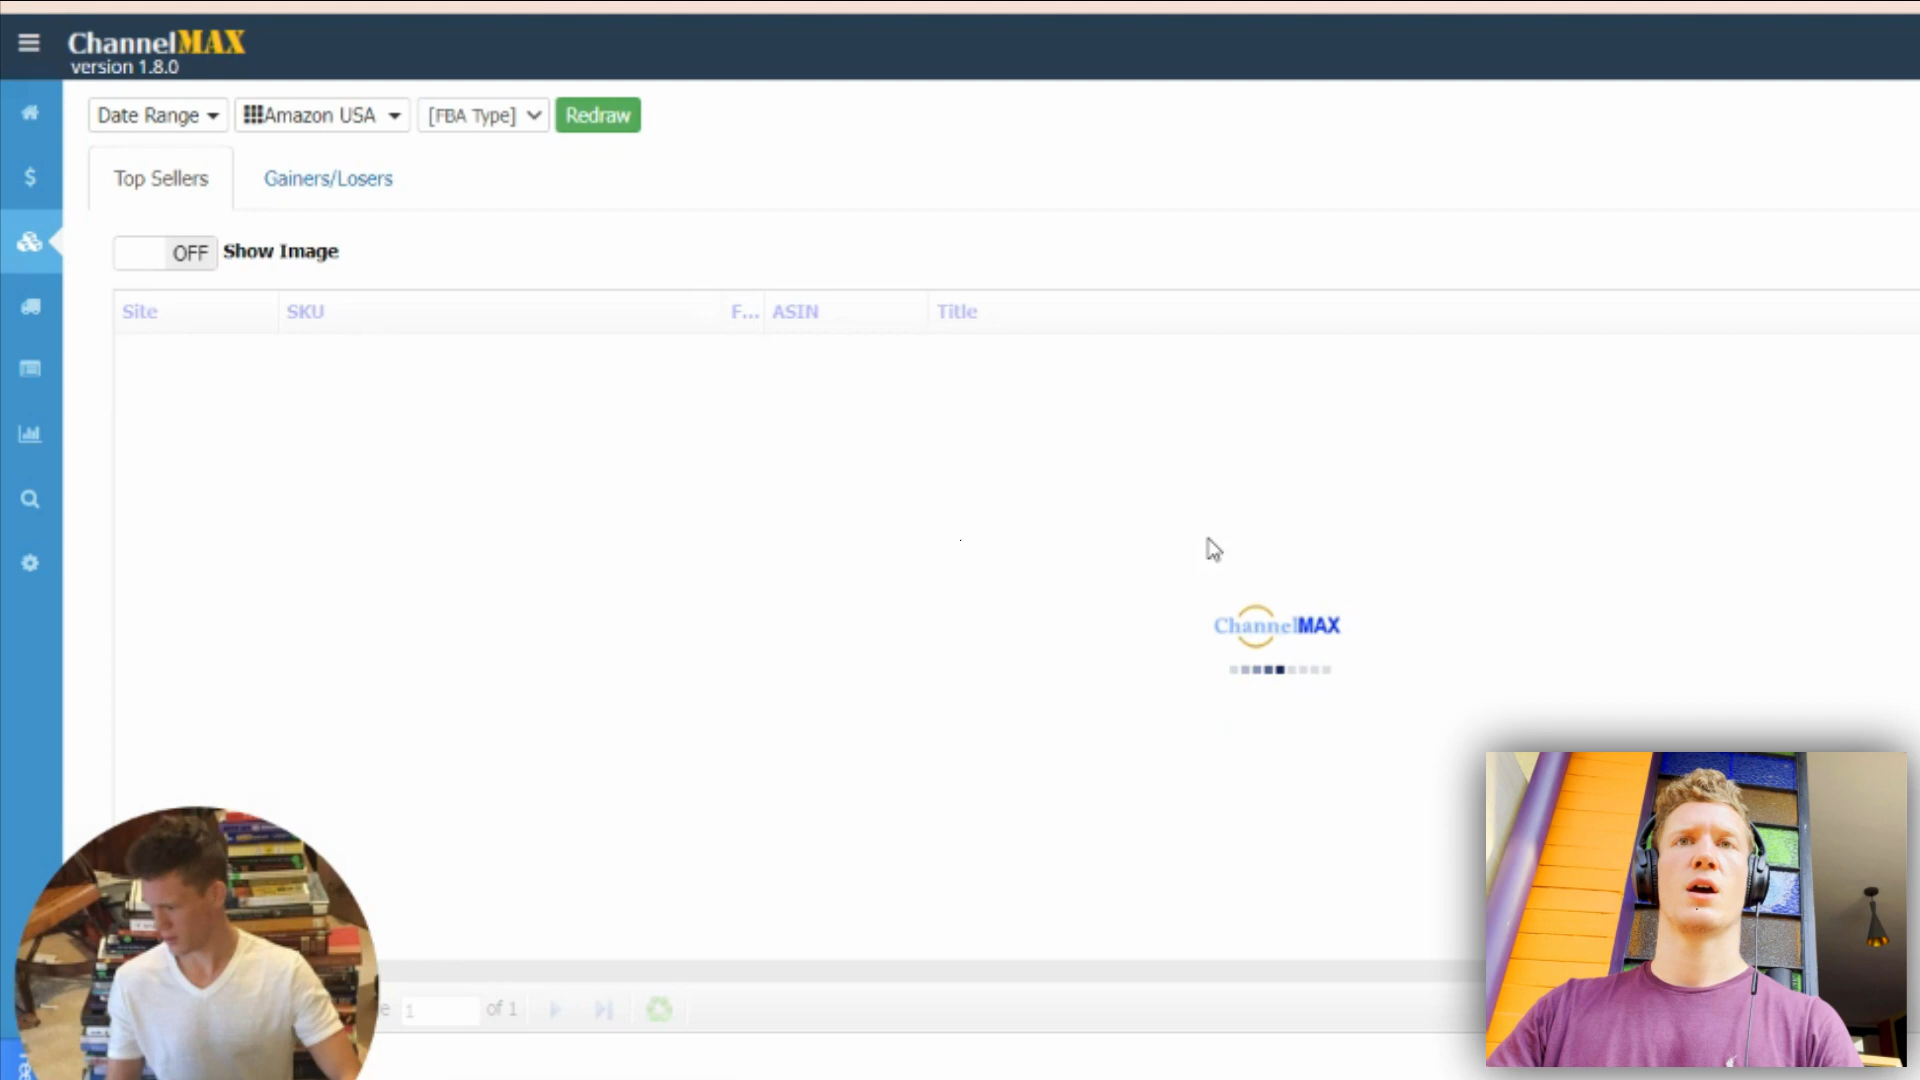 ChannelMAX
version 1.8.0
Date Range
Amazon USA
[FBA Type]
Redraw
Top Sellers
Gainers/Losers
OFF
Show Image
Site
SKU
F...
ASIN
Title
ChannelMAX
e 1 of 1